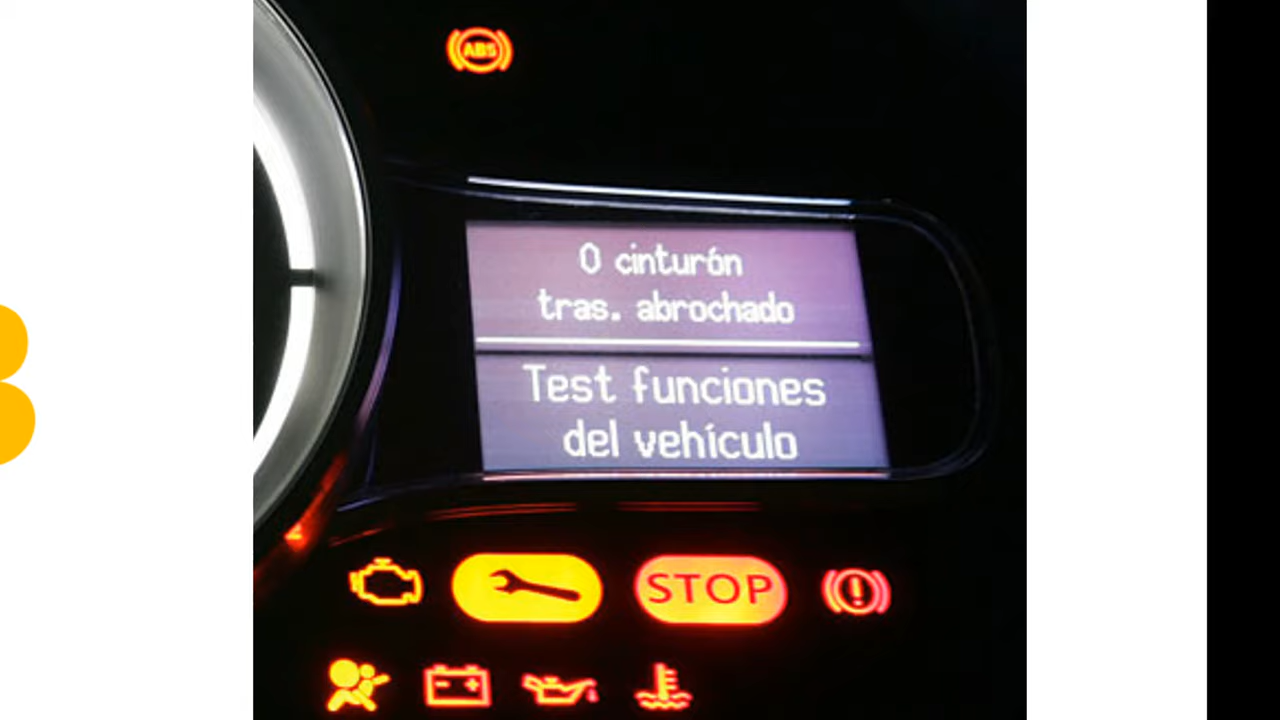 ABS
0 cinturón
tras. abrochado
Test funciones
del vehículo
STOP